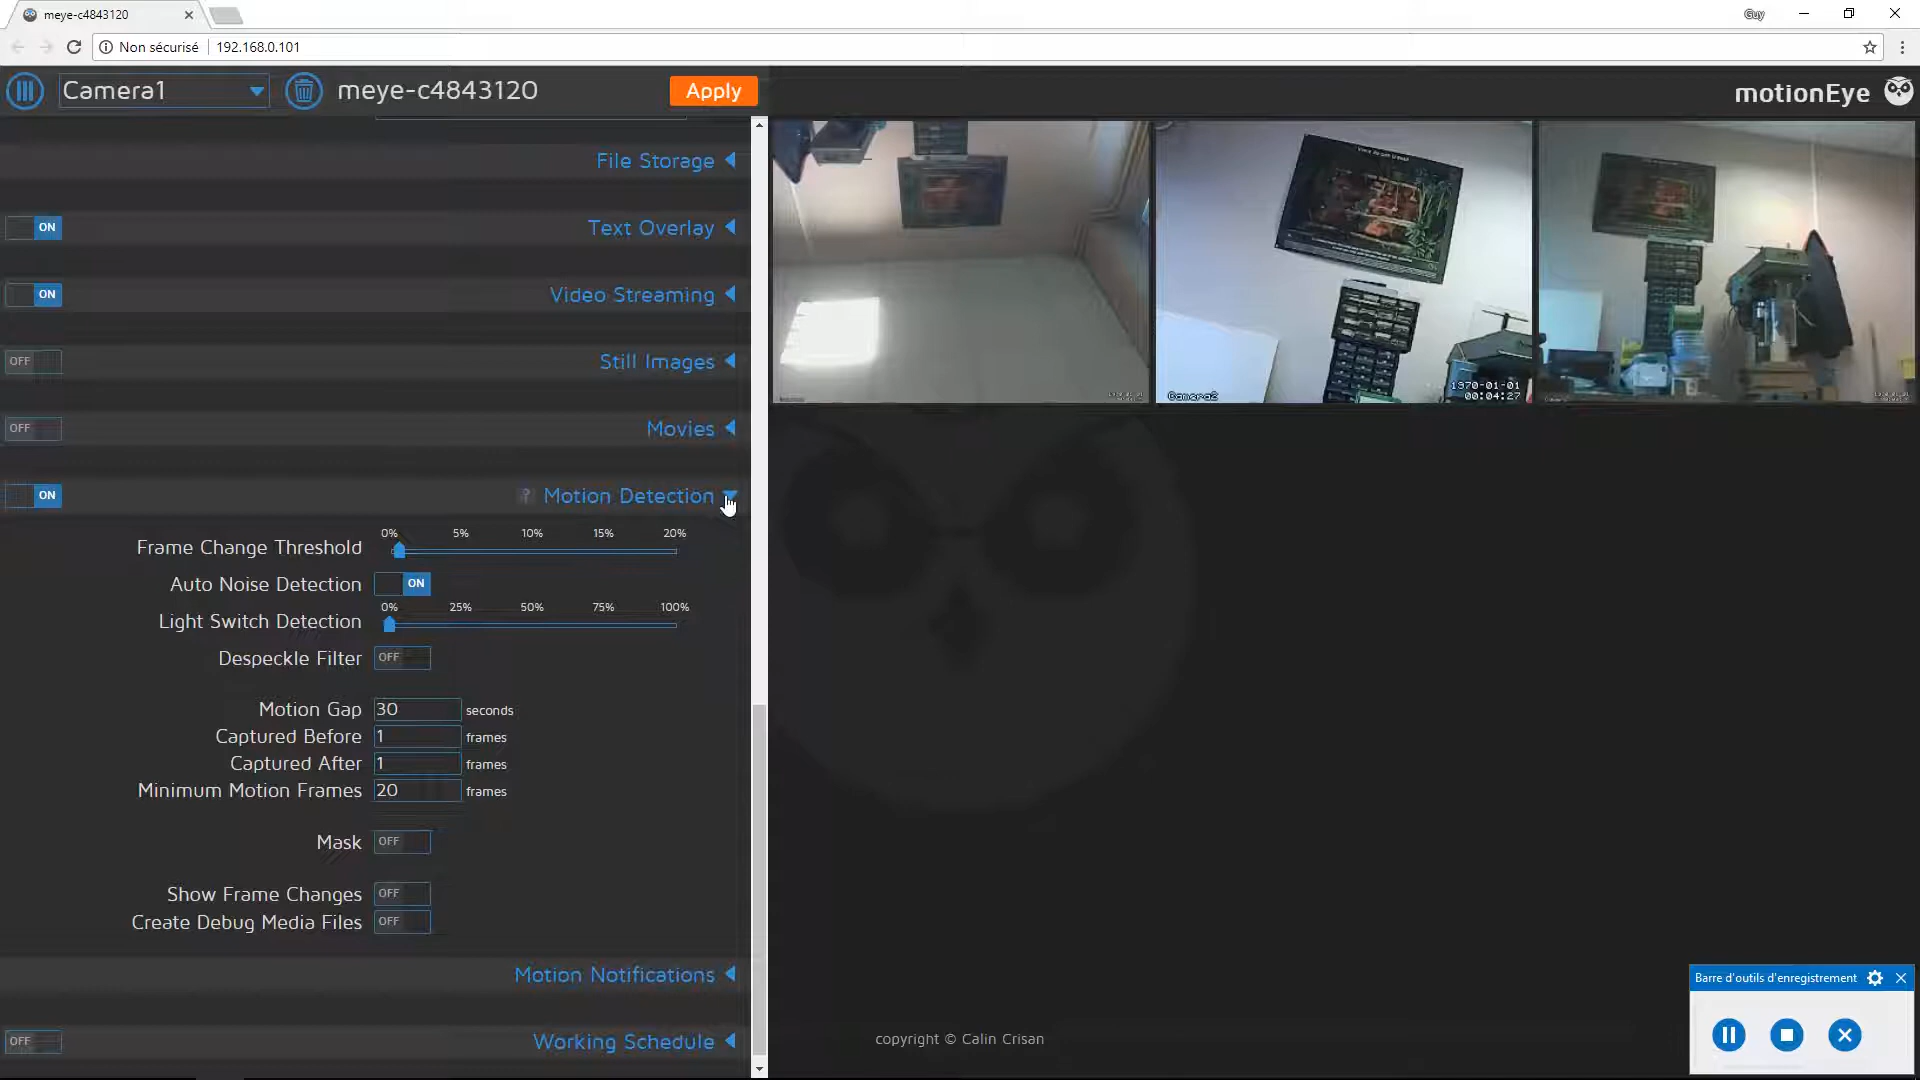 meye-c4843120
Guy
Non sécurisé 192.168.0.101
Camera1 meye-c4843120 Apply
motionEye
File Storage
ON Text Overlay
ON Video Streaming
OFF Still Images
OFF Movies
ON ? Motion Detection
0% 5% 10% 15% 20%
Frame Change Threshold
Auto Noise Detection ON
0% 25% 50% 75% 100%
Light Switch Detection
Despeckle Filter OFF
Motion Gap 30 seconds
Captured Before 1 frames
Captured After 1 frames
Minimum Motion Frames 20 frames
Mask OFF
Show Frame Changes OFF
Create Debug Media Files OFF
Motion Notifications
OFF Working Schedule
Camera2
1970-01-01
00:04:27
copyright © Calin Crisan
Barre d'outils d'enregistrement